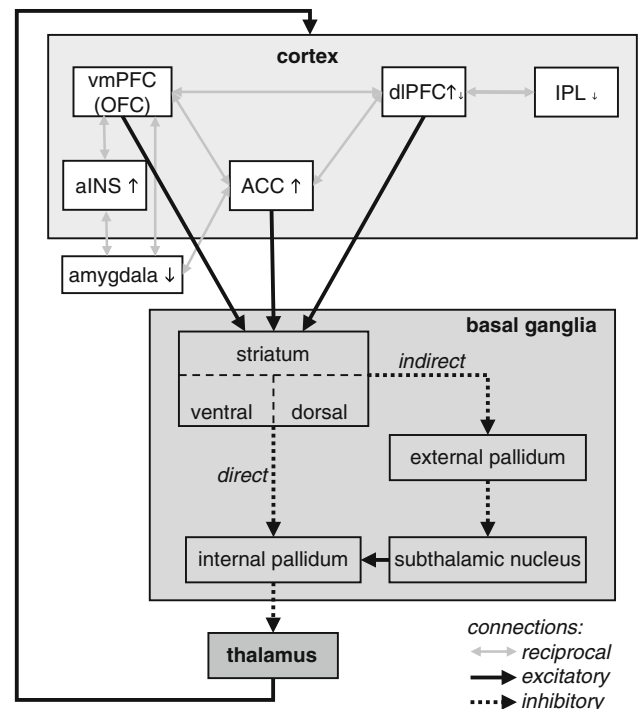 cortex
vmPFC
(OFC)
dlPFC↑↓
IPL ↓
aINS ↑
ACC ↑
amygdala ↓
basal ganglia
striatum
indirect
ventral
dorsal
external pallidum
direct
internal pallidum
subthalamic nucleus
thalamus
connections:
reciprocal
excitatory
inhibitory